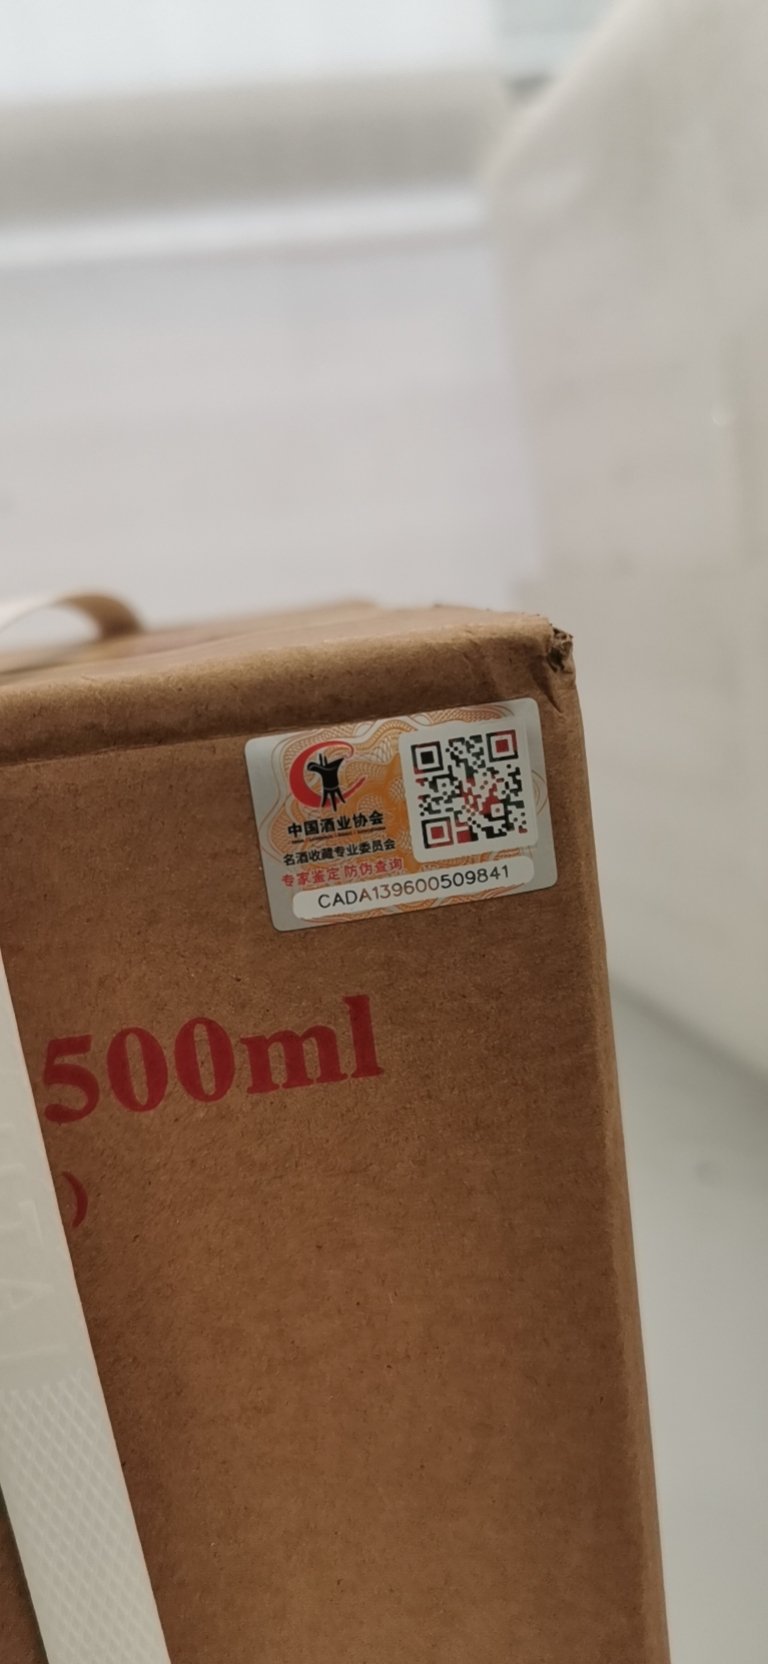 中国酒业协会
名酒收藏专业委员会
专家鉴定 防伪查询
CADA139600509841
500ml
)